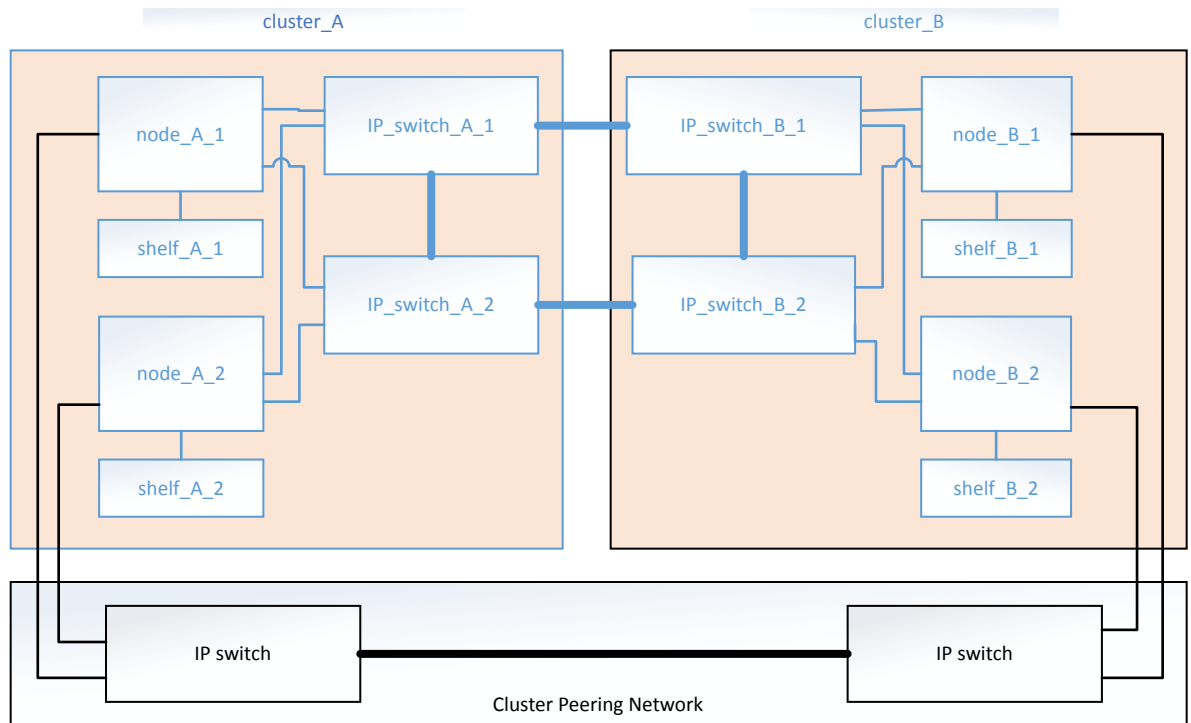 cluster_A
cluster_B
node_A_1
IP_switch_A_1
IP_switch_B_1
node_B_1
shelf_A_1
shelf_B_1
IP_switch_A_2
IP_switch_B_2
node_A_2
node_B_2
shelf_A_2
shelf_B_2
IP switch
IP switch
Cluster Peering Network